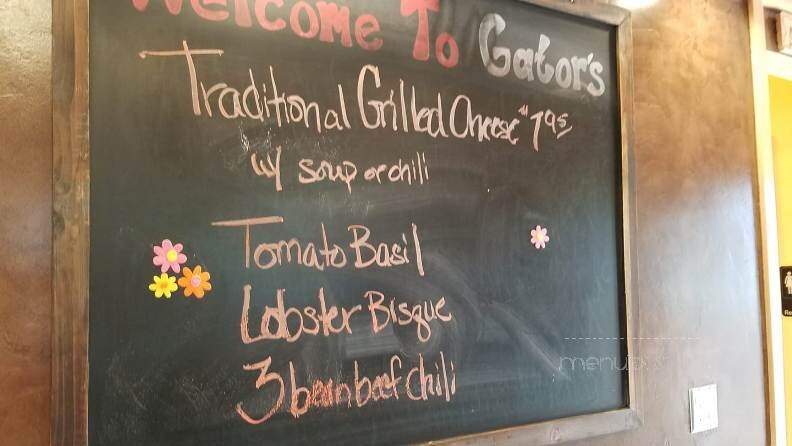 Welcome To Gator's
Traditional Grilled Cheese 7.95
w/ soup or chili
Tomato Basil
Lobster Bisque
3 bean beef Chili